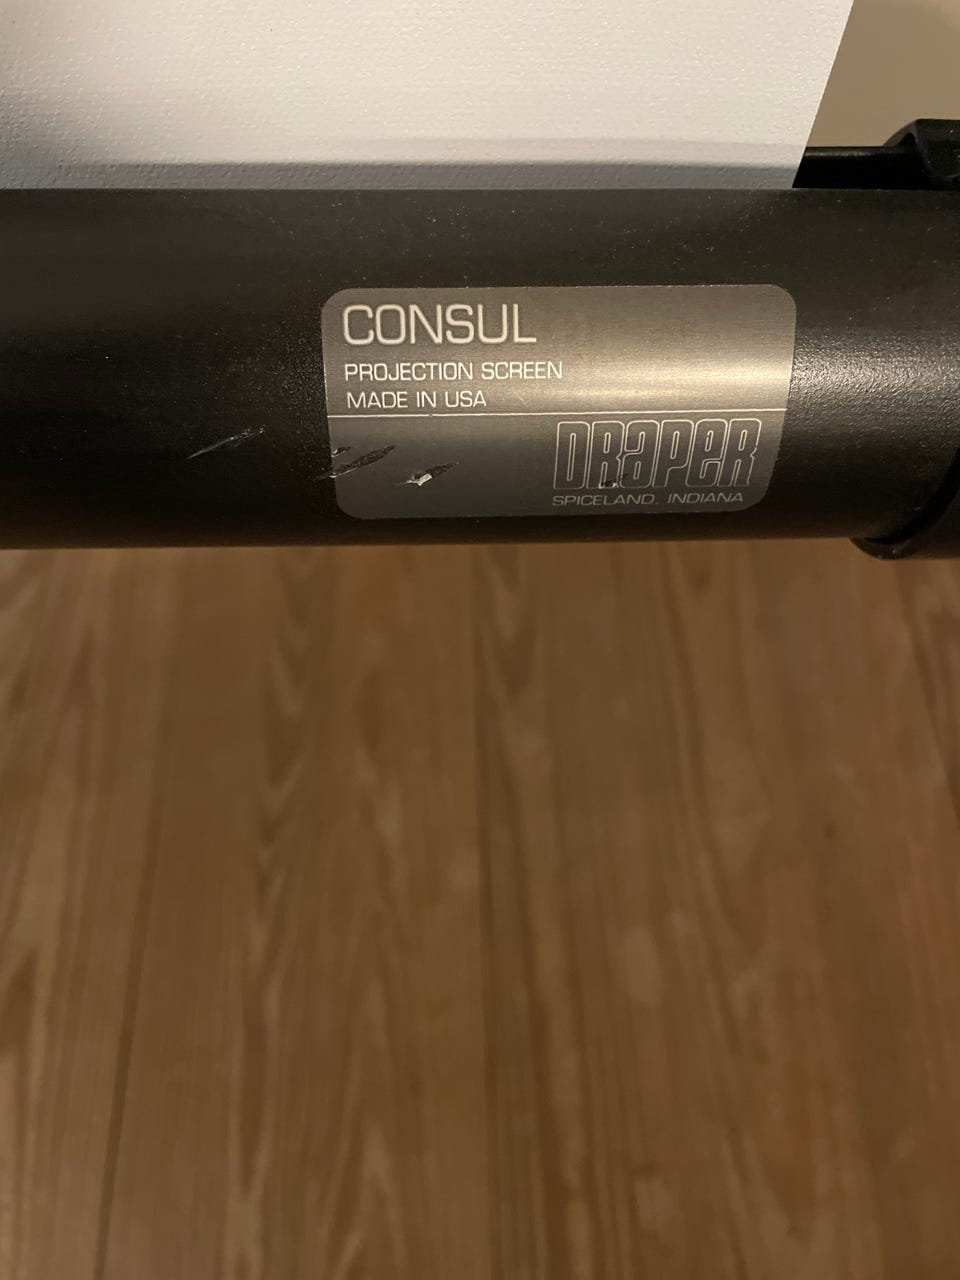 CONSUL
PROJECTION SCREEN
MADE IN USA
DRAPER
SPICELAND, INDIANA